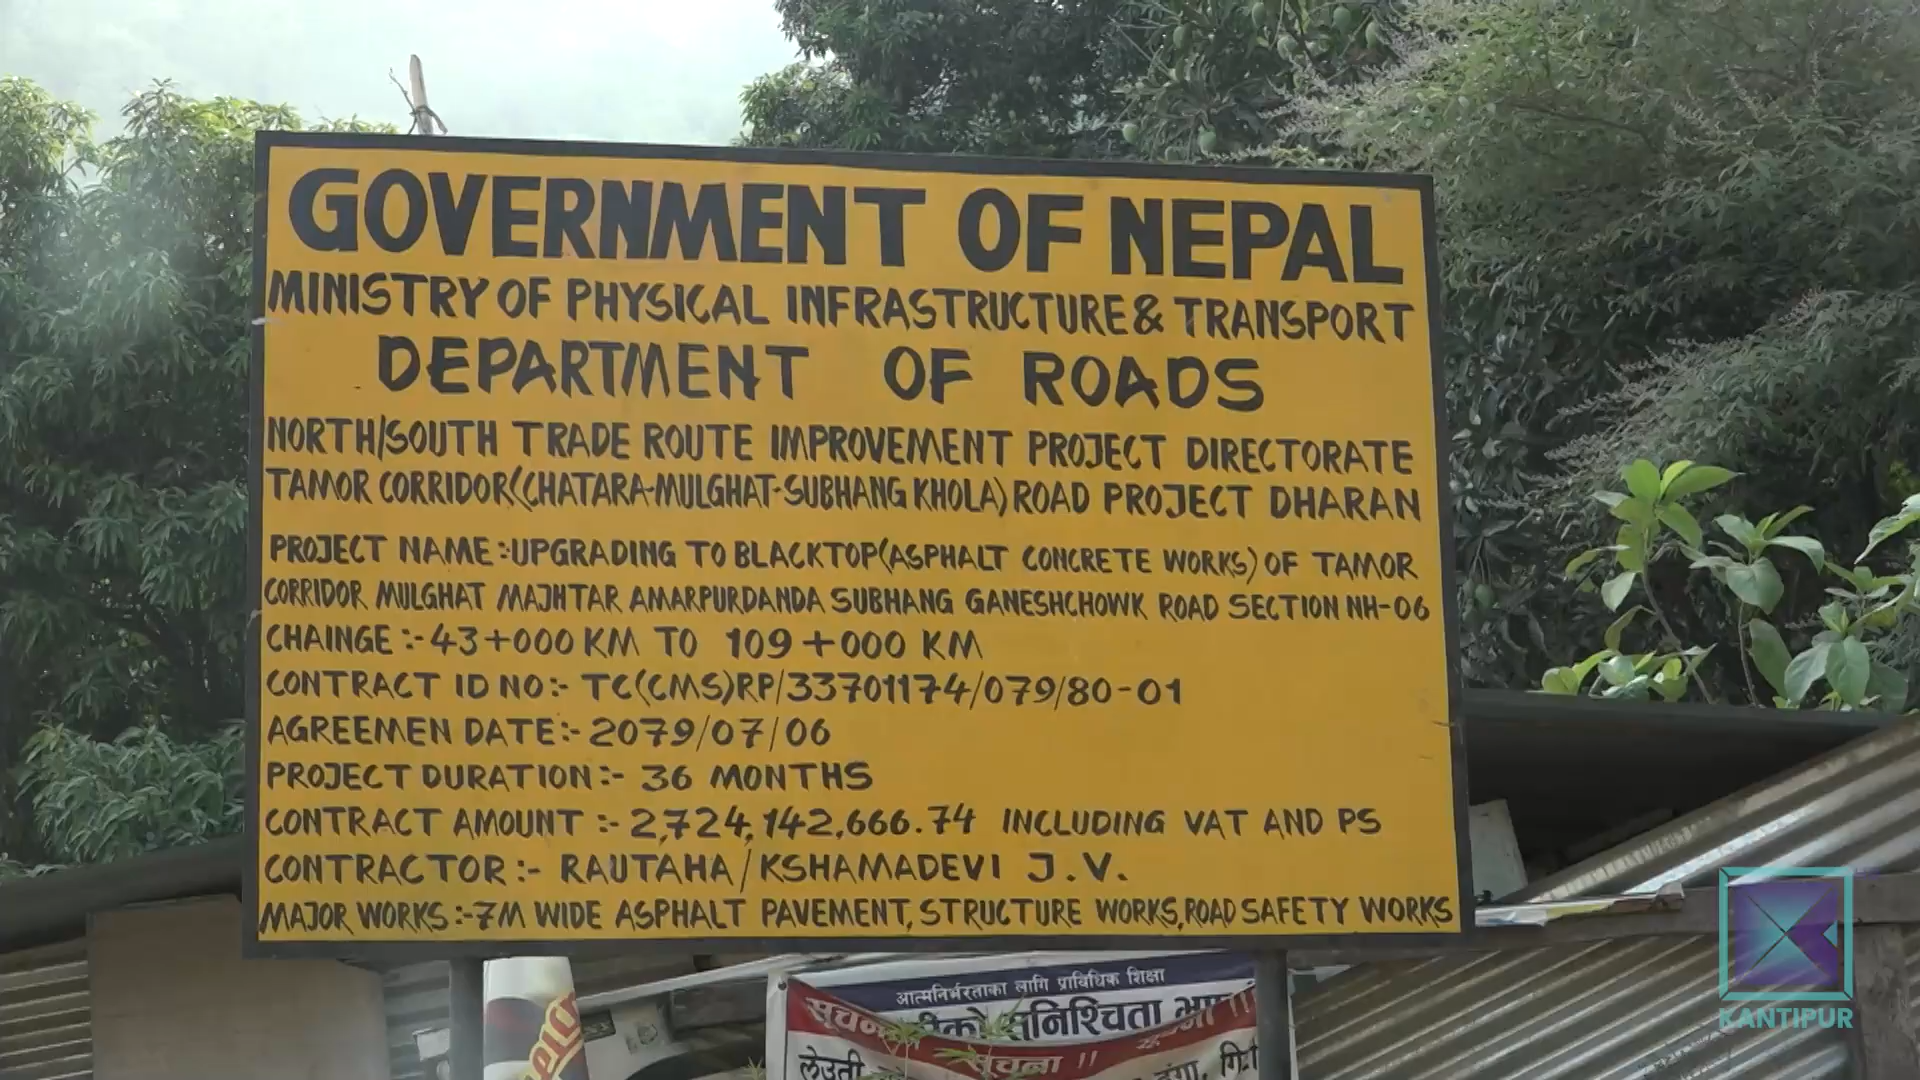 GOVERNMENT OF NEPAL
MINISTRY OF PHYSICAL INFRASTRUCTURE & TRANSPORT
DEPARTMENT OF ROADS
NORTH/SOUTH TRADE ROUTE IMPROVEMENT PROJECT DIRECTORATE
TAMOR CORRIDOR(CHATARA-MULGHAT-SUBHANG KHOLA) ROAD PROJECT DHARAN
PROJECT NAME :-UPGRADING TO BLACKTOP(ASPHALT CONCRETE WORKS) OF TAMOR
CORRIDOR MULGHAT MAJHTAR AMARPURDANDA SUBHANG GANESHCHOWK ROAD SECTION NH-06
CHAINGE :- 43+000 KM TO 109+000 KM
CONTRACT ID NO:- TC(CMS)RP/33701174/079/80-01
AGREEMEN DATE:- 2079/07/06
PROJECT DURATION:- 36 MONTHS
CONTRACT AMOUNT :- 2,724,142,666.74 INCLUDING VAT AND PS
CONTRACTOR:- RAUTAHA/KSHAMADEVI J.V.
MAJOR WORKS:-7M WIDE ASPHALT PAVEMENT, STRUCTURE WORKS, ROAD SAFETY WORKS
आत्मनिर्भरताका लागि प्राविधिक शिक्षा
सुनिश्चितता
सूचना !!
लेउती
KANTIPUR